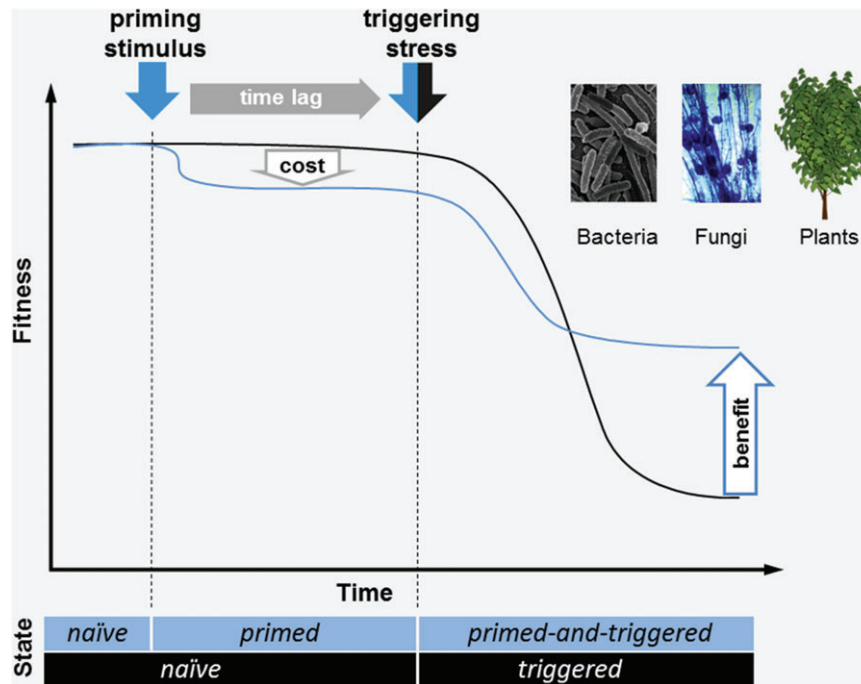 priming
stimulus
triggering
stress
time lag
cost
Bacteria
Fungi
Plants
Fitness
benefit
Time
State
naïve
primed
primed-and-triggered
naïve
triggered